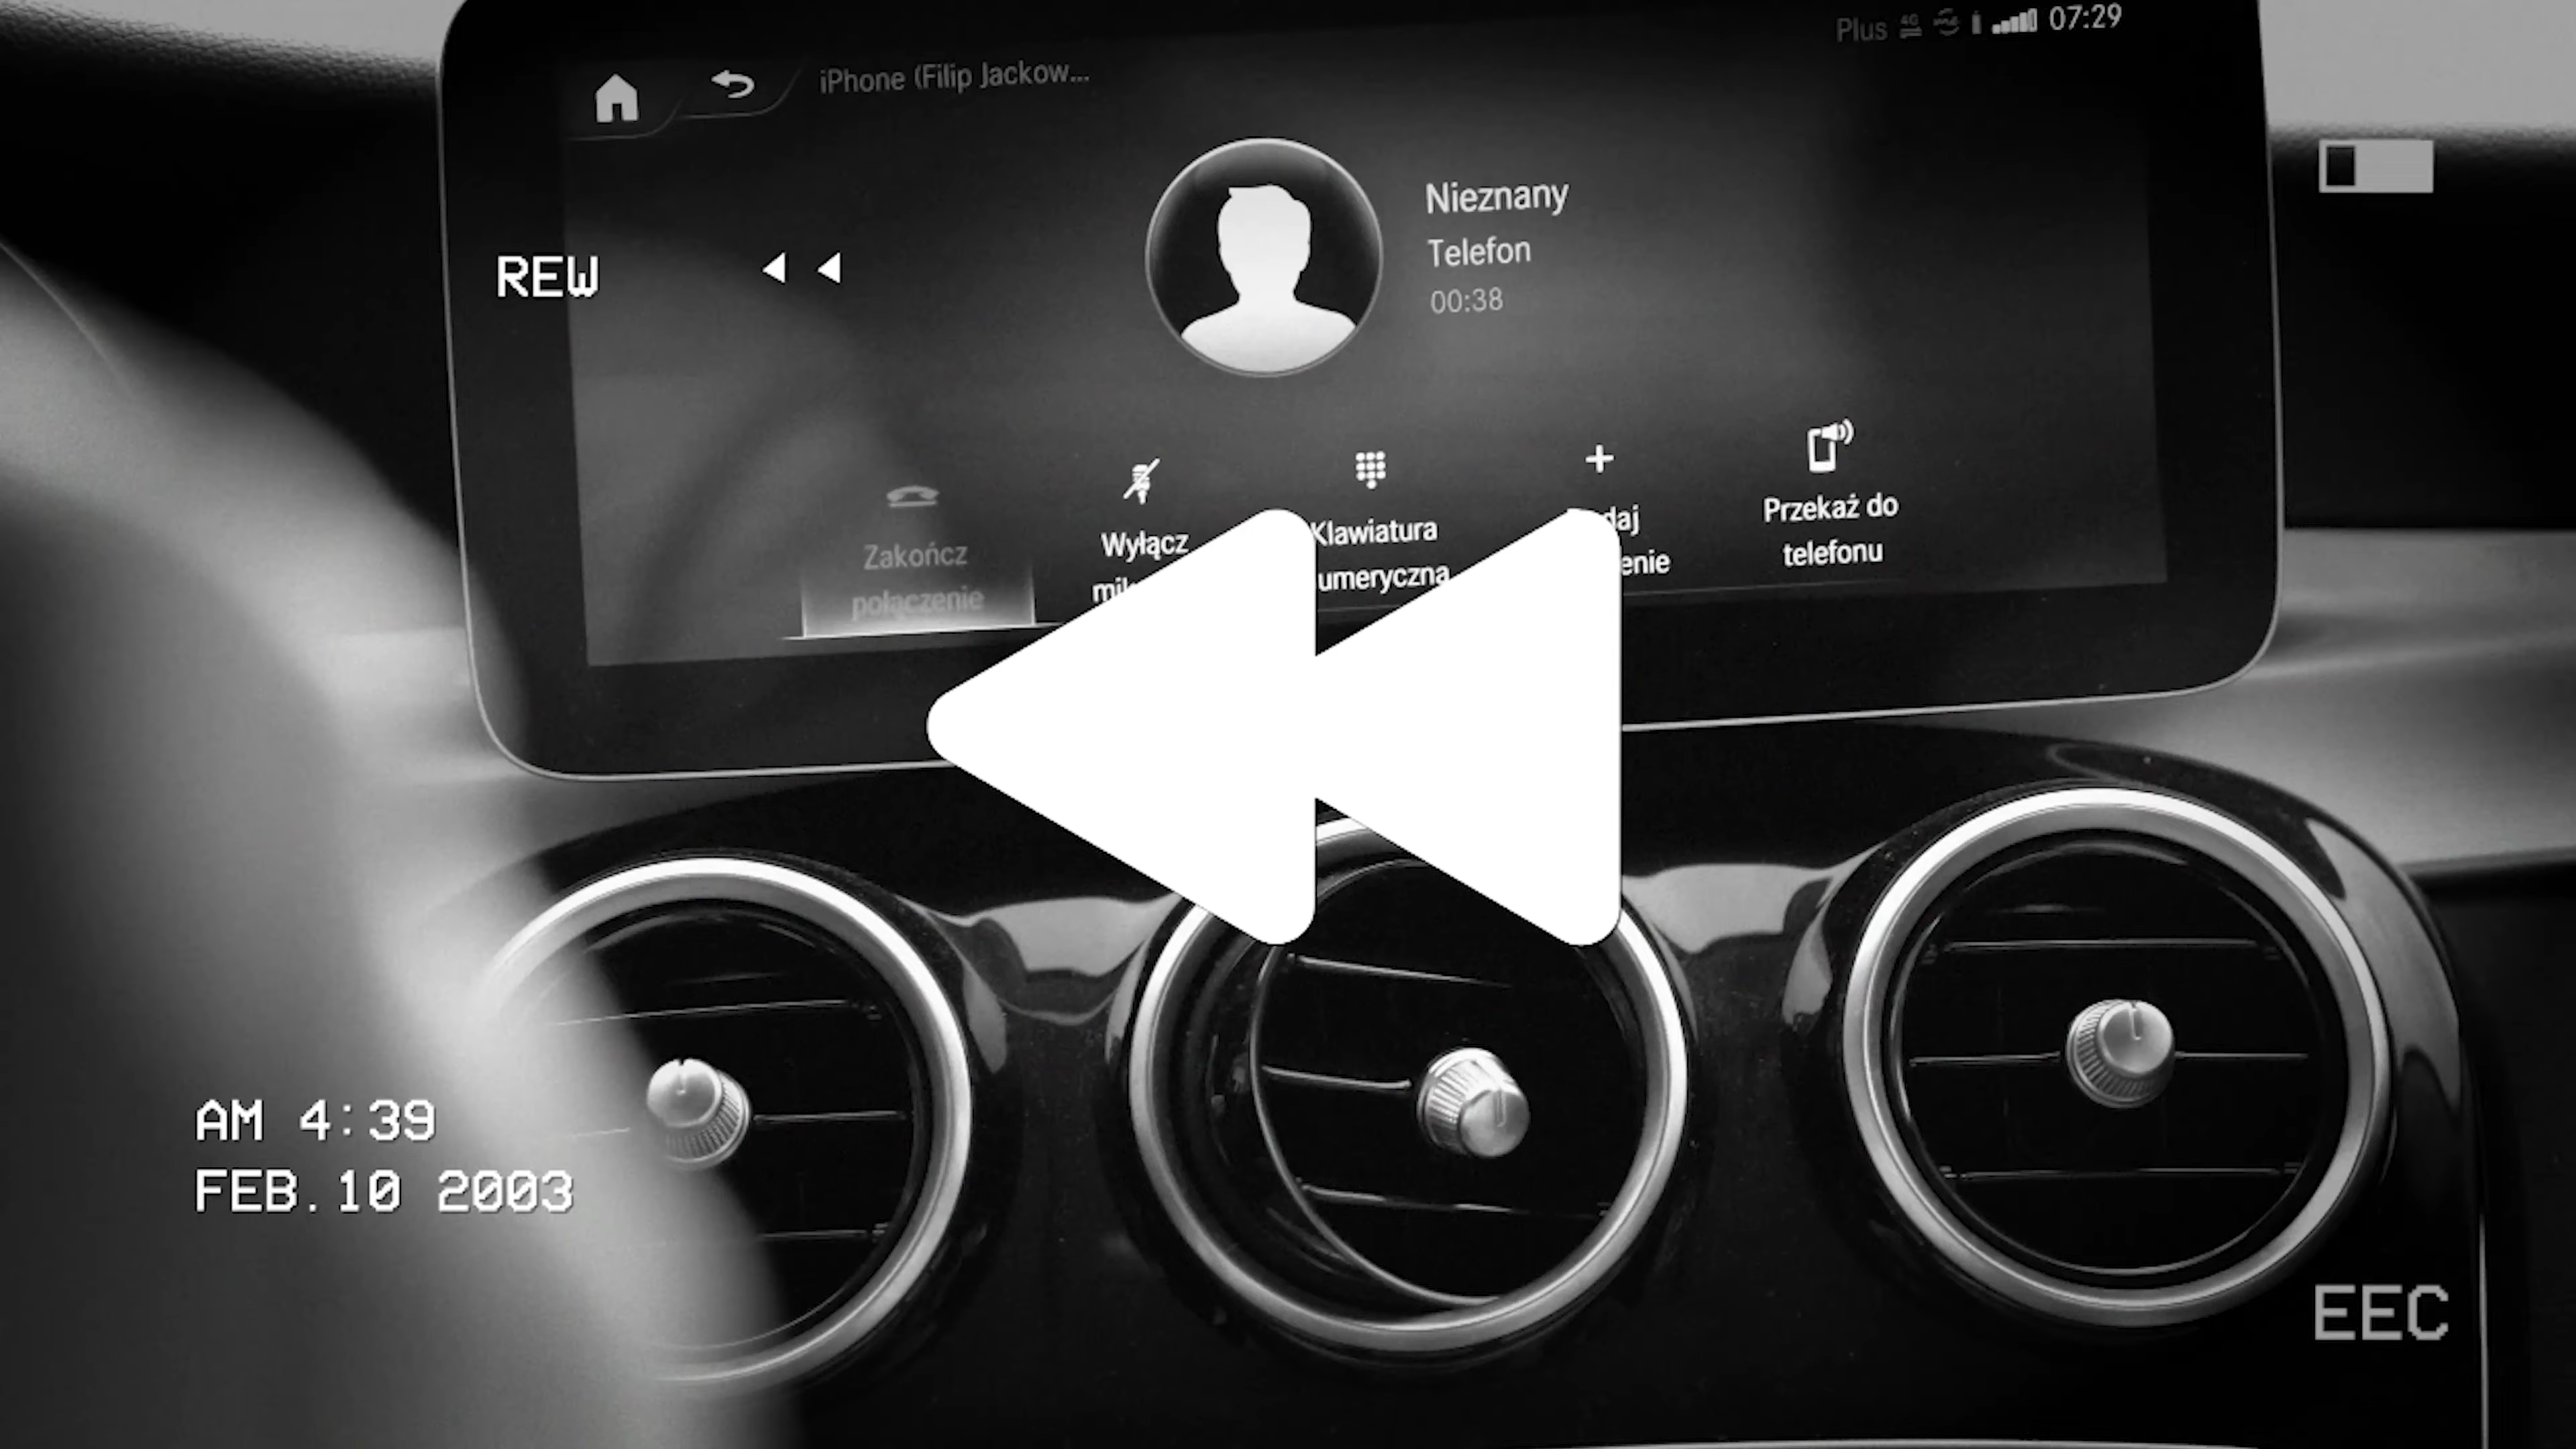 Plus 4G 07:29
iPhone (Filip Jackow...
Nieznany
Telefon
00:38
REW
Zakończ
połączenie
Wyłącz
Klawiatura
Przekaż do
telefonu
AM 4:39
FEB.10 2003
EEC